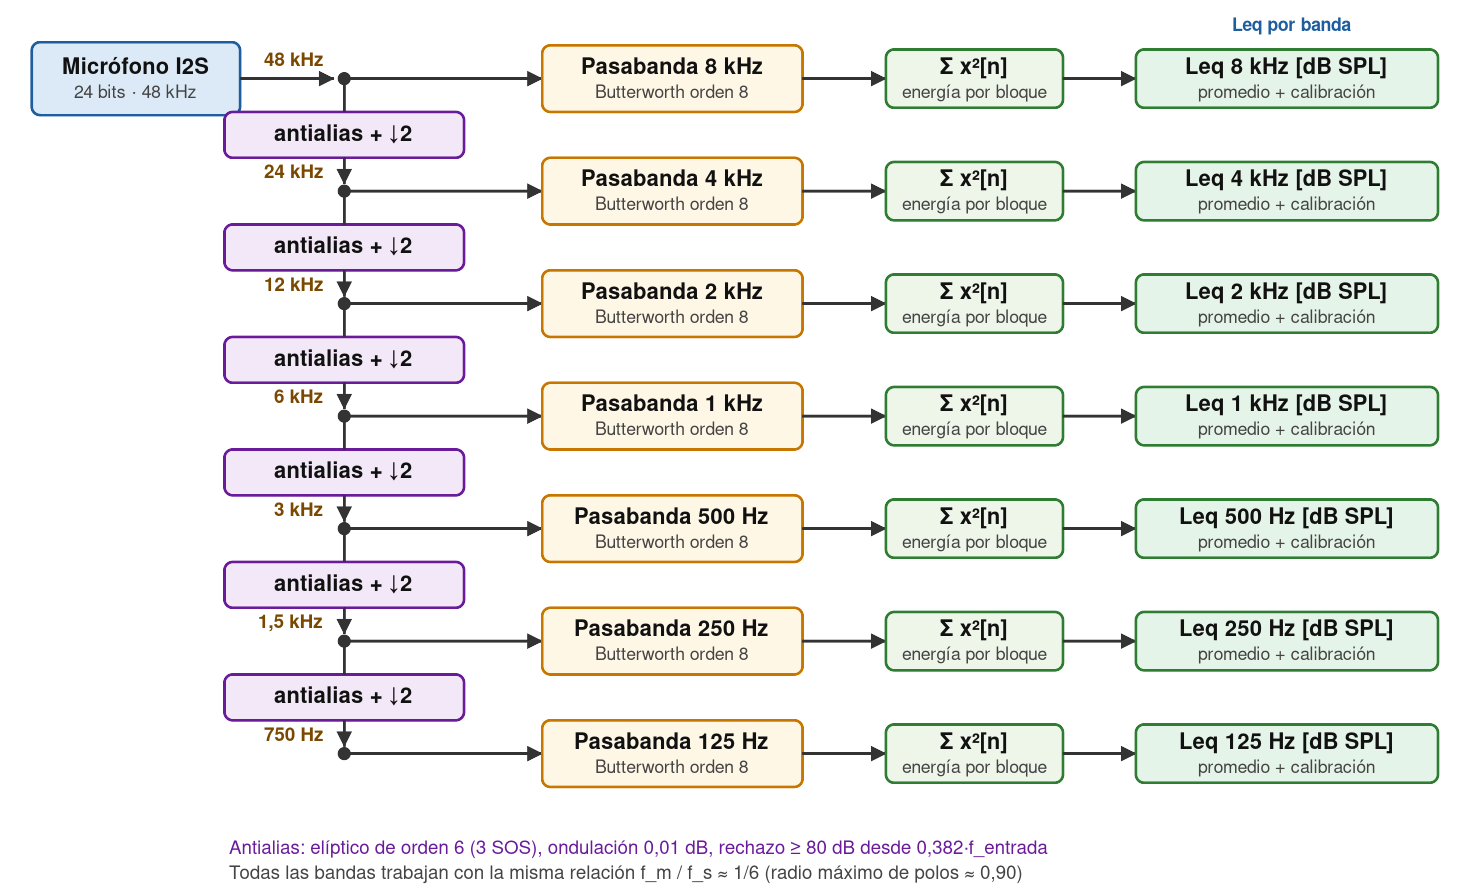 Leq por banda
Micrófono I2S
24 bits · 48 kHz
48 kHz
Pasabanda 8 kHz
Butterworth orden 8
Σ x²[n]
energía por bloque
Leq 8 kHz [dB SPL]
promedio + calibración
antialias + ↓2
24 kHz
Pasabanda 4 kHz
Butterworth orden 8
Σ x²[n]
energía por bloque
Leq 4 kHz [dB SPL]
promedio + calibración
antialias + ↓2
12 kHz
Pasabanda 2 kHz
Butterworth orden 8
Σ x²[n]
energía por bloque
Leq 2 kHz [dB SPL]
promedio + calibración
antialias + ↓2
6 kHz
Pasabanda 1 kHz
Butterworth orden 8
Σ x²[n]
energía por bloque
Leq 1 kHz [dB SPL]
promedio + calibración
antialias + ↓2
3 kHz
Pasabanda 500 Hz
Butterworth orden 8
Σ x²[n]
energía por bloque
Leq 500 Hz [dB SPL]
promedio + calibración
antialias + ↓2
1,5 kHz
Pasabanda 250 Hz
Butterworth orden 8
Σ x²[n]
energía por bloque
Leq 250 Hz [dB SPL]
promedio + calibración
antialias + ↓2
750 Hz
Pasabanda 125 Hz
Butterworth orden 8
Σ x²[n]
energía por bloque
Leq 125 Hz [dB SPL]
promedio + calibración
Antialias: elíptico de orden 6 (3 SOS), ondulación 0,01 dB, rechazo ≥ 80 dB desde 0,382·f_entrada
Todas las bandas trabajan con la misma relación f_m / f_s ≈ 1/6 (radio máximo de polos ≈ 0,90)